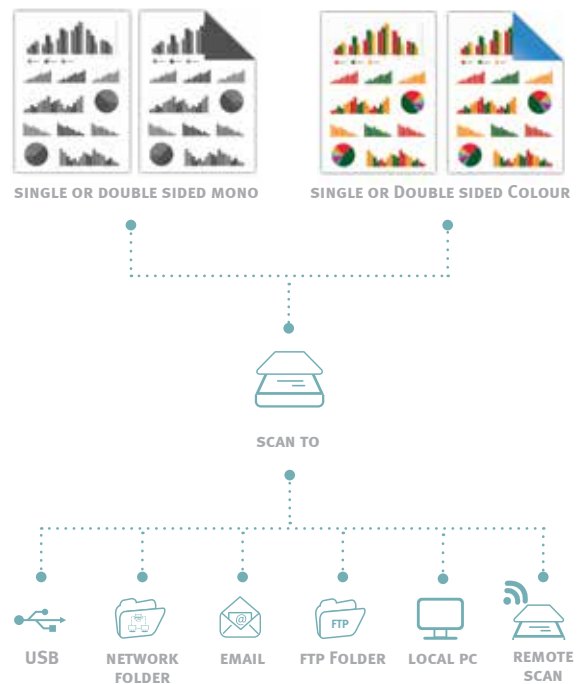 SINGLE OR DOUBLE SIDED MONO
SINGLE OR DOUBLE SIDED COLOUR
SCAN TO
@
FTP
USB
NETWORK
FOLDER
EMAIL
FTP FOLDER
LOCAL PC
REMOTE
SCAN